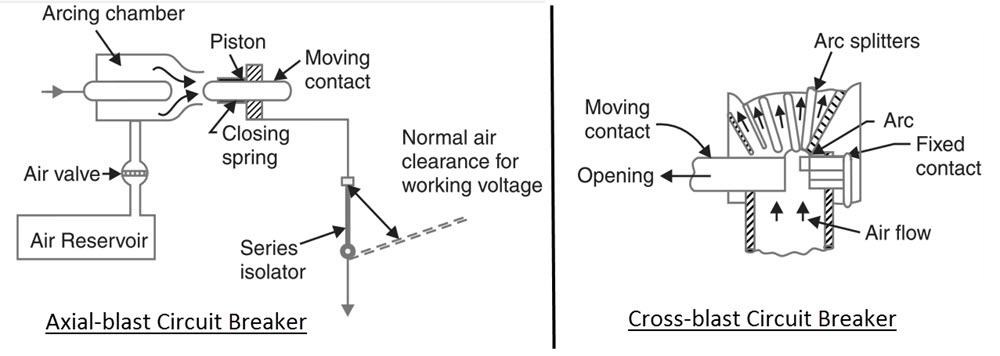 Arcing chamber
Piston
Moving
contact
Closing
spring
Air valve
Air Reservoir
Normal air
clearance for
working voltage
Series
isolator
Axial-blast Circuit Breaker
Arc splitters
Moving
contact
Arc
Fixed
contact
Opening
Air flow
Cross-blast Circuit Breaker